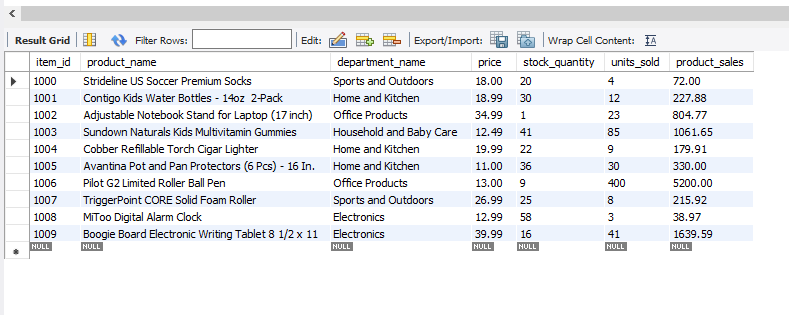 Result Grid Filter Rows: Edit: Export/Import: Wrap Cell Content: IA
item_id product_name department_name price stock_quantity units_sold product_sales
1000 Strideline US Soccer Premium Socks Sports and Outdoors 18.00 20 4 72.00
1001 Contigo Kids Water Bottles - 14oz 2-Pack Home and Kitchen 18.99 30 12 227.88
1002 Adjustable Notebook Stand for Laptop (17 inch) Office Products 34.99 1 23 804.77
1003 Sundown Naturals Kids Multivitamin Gummies Household and Baby Care 12.49 41 85 1061.65
1004 Cobber Refillable Torch Cigar Lighter Home and Kitchen 19.99 22 9 179.91
1005 Avantina Pot and Pan Protectors (6 Pcs) - 16 In. Home and Kitchen 11.00 36 30 330.00
1006 Pilot G2 Limited Roller Ball Pen Office Products 13.00 9 400 5200.00
1007 TriggerPoint CORE Solid Foam Roller Sports and Outdoors 26.99 25 8 215.92
1008 MiToo Digital Alarm Clock Electronics 12.99 58 3 38.97
1009 Boogie Board Electronic Writing Tablet 8 1/2 x 11 Electronics 39.99 16 41 1639.59
NULL NULL NULL NULL NULL NULL NULL